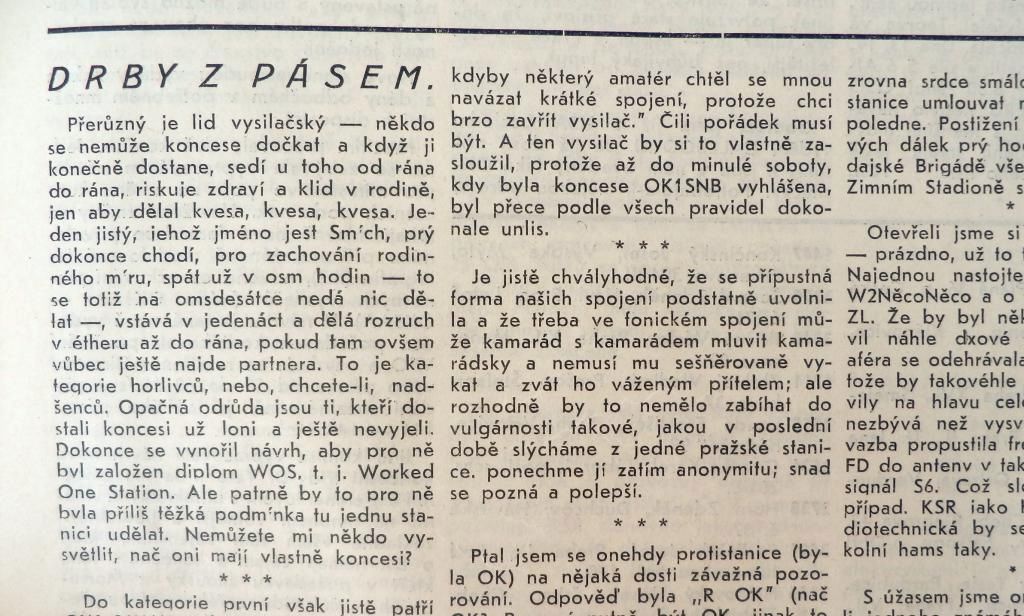 DRBY Z PÁSEM.
Přerůzný je lid vysilačský — někdo
se nemůže koncese dočkat a když ji
konečně dostane, sedí u toho od rána
do rána, riskuje zdraví a klid v rodině,
jen aby dělal kvesa, kvesa, kvesa. Je-
den jistý, jehož jméno jest Sm'ch, prý
dokonce chodí, pro zachování rodin-
ného m'ru, spát už v osm hodin — to
se totiž na omsdesátce nedá nic dě-
lat —, vstává v jedenáct a dělá rozruch
v étheru až do rána, pokud tam ovšem
vůbec ještě najde partnera. To je ka-
tegorie horlivců, nebo, chcete-li, nad-
šenců. Opačná odrůda jsou ti, kteří do-
stali koncesi už loni a ještě nevyjeli.
Dokonce se vynořil návrh, aby pro ně
byl založen diplom WOS, t. j. Worked
One Station. Ale patrně by to pro ně
byla příliš těžká podm'nka tu jednu sta-
nici udělat. Nemůžete mi někdo vy-
světlit, nač oni mají vlastně koncesi?
* * *
Do kategorie první však jistě patří
kdyby některý amatér chtěl se mnou
navázat krátké spojení, protože chci
brzo zavřít vysilač." Čili pořádek musí
být. A ten vysilač by si to vlastně za-
sloužil, protože až do minulé soboty,
kdy byla koncese OK1SNB vyhlášena,
byl přece podle všech pravidel doko-
nale unlis.
* * *
Je jistě chvályhodné, že se přípustná
forma našich spojení podstatně uvolni-
la a že třeba ve fonickém spojení mů-
že kamarád s kamarádem mluvit kama-
rádsky a nemusí mu sešňěrovaně vy-
kat a zvát ho váženým přítelem; ale
rozhodně by to nemělo zabíhat do
vulgárnosti takové, jakou v poslední
době slýcháme z jedné pražské stani-
ce. ponechme jí zatím anonymitu; snad
se pozná a polepší.
* * *
Ptal jsem se onehdy protistanice (by-
la OK) na nějaká dosti závažná pozo-
rování. Odpověď byla „R OK" (nač
zrovna srdce smálo
stanice umlouvat
poledne. Postižení
vých dálek prý
dajské Brigádě vše
Zimním Stadioně s
*
Otevřeli jsme si
— prázdno, už to
Najednou nastojte
W2NěcoNěco a o
ZL. Že by byl
vil náhle dxové
aféra se odehrávala
tože by takovéhle
vily na hlavu
nezbývá než
vazba propustila
FD do anteny v tak
signál S6. Což
případ. KSR jako
diotechnická by se
kolní hams taky.
*
S úžasem jsme